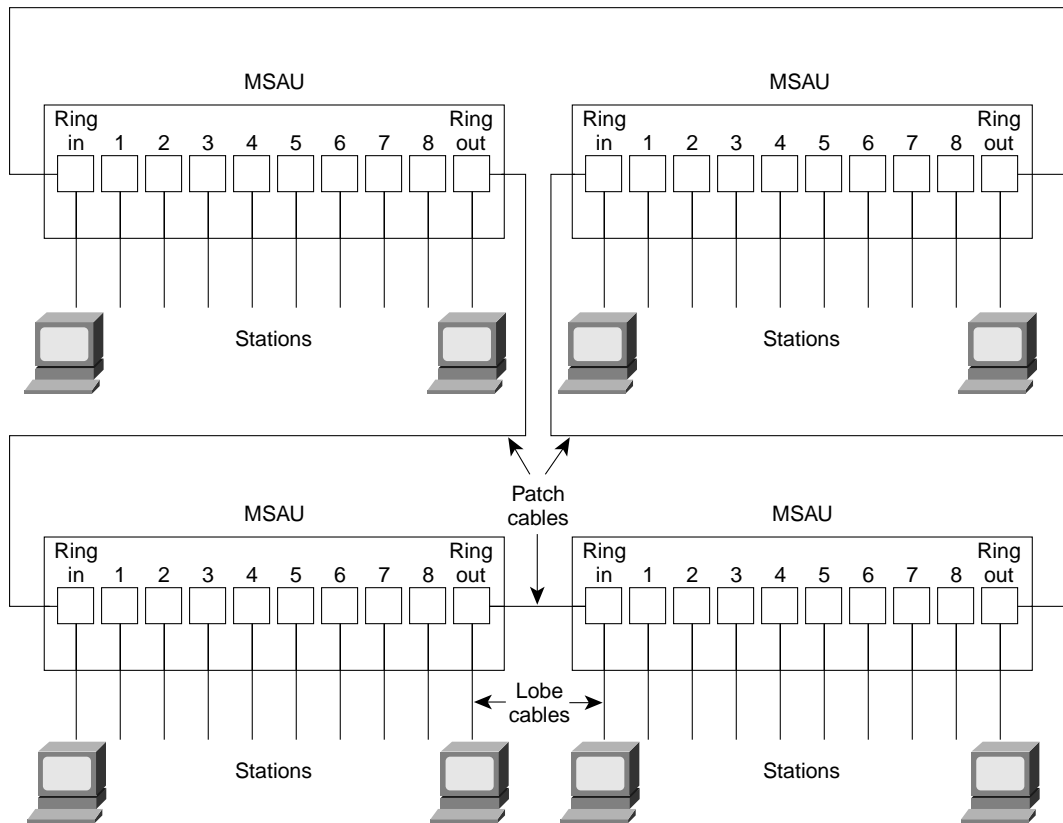 MSAU
MSAU
Ring
in 1 2 3 4 5 6 7 8 Ring
out
Ring
in 1 2 3 4 5 6 7 8 Ring
out
Stations
Stations
Patch
cables
MSAU
MSAU
Ring
in 1 2 3 4 5 6 7 8 Ring
out
Ring
in 1 2 3 4 5 6 7 8 Ring
out
Lobe
cables
Stations
Stations